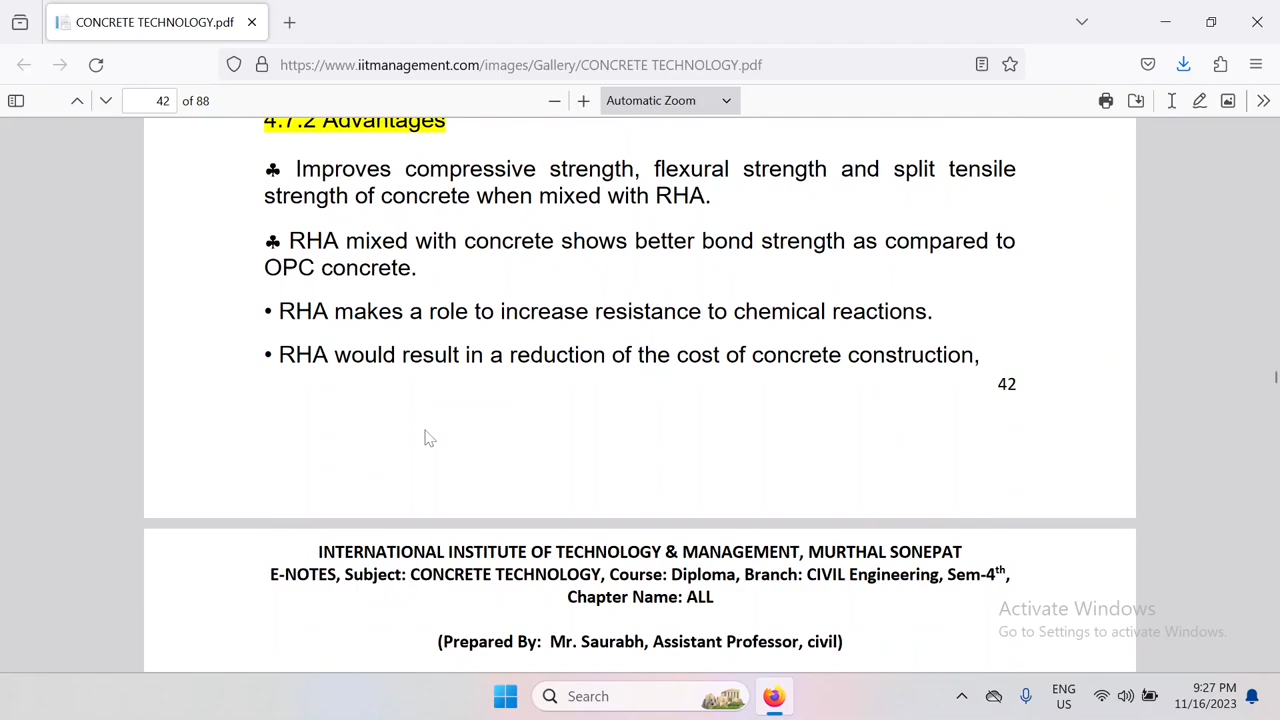 CONCRETE TECHNOLOGY.pdf
https://www.iitmanagement.com/images/Gallery/CONCRETE TECHNOLOGY.pdf
42 of 88
Automatic Zoom
4.7.2 Advantages
♣ Improves compressive strength, flexural strength and split tensile
strength of concrete when mixed with RHA.
♣ RHA mixed with concrete shows better bond strength as compared to
OPC concrete.
• RHA makes a role to increase resistance to chemical reactions.
• RHA would result in a reduction of the cost of concrete construction,
42
INTERNATIONAL INSTITUTE OF TECHNOLOGY & MANAGEMENT, MURTHAL SONEPAT
E-NOTES, Subject: CONCRETE TECHNOLOGY, Course: Diploma, Branch: CIVIL Engineering, Sem-4th,
Chapter Name: ALL
(Prepared By: Mr. Saurabh, Assistant Professor, civil)
Activate Windows
Go to Settings to activate Windows.
Search
ENG
US
9:27 PM
11/16/2023